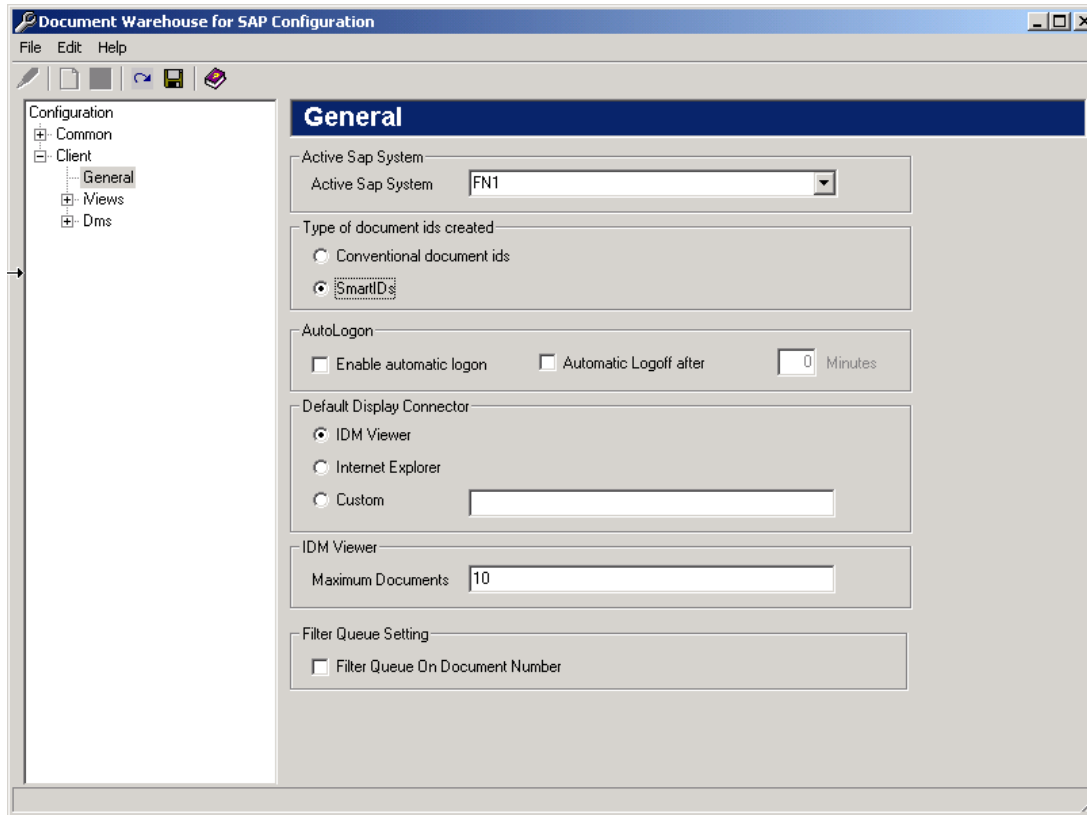 Document Warehouse for SAP Configuration
File Edit Help
Configuration
Common
Client
General
iViews
Dms
General
Active Sap System
Active Sap System FN1
Type of document ids created
Conventional document ids
SmartIDs
AutoLogon
Enable automatic logon Automatic Logoff after 0 Minutes
Default Display Connector
IDM Viewer
Internet Explorer
Custom
IDM Viewer
Maximum Documents 10
Filter Queue Setting
Filter Queue On Document Number